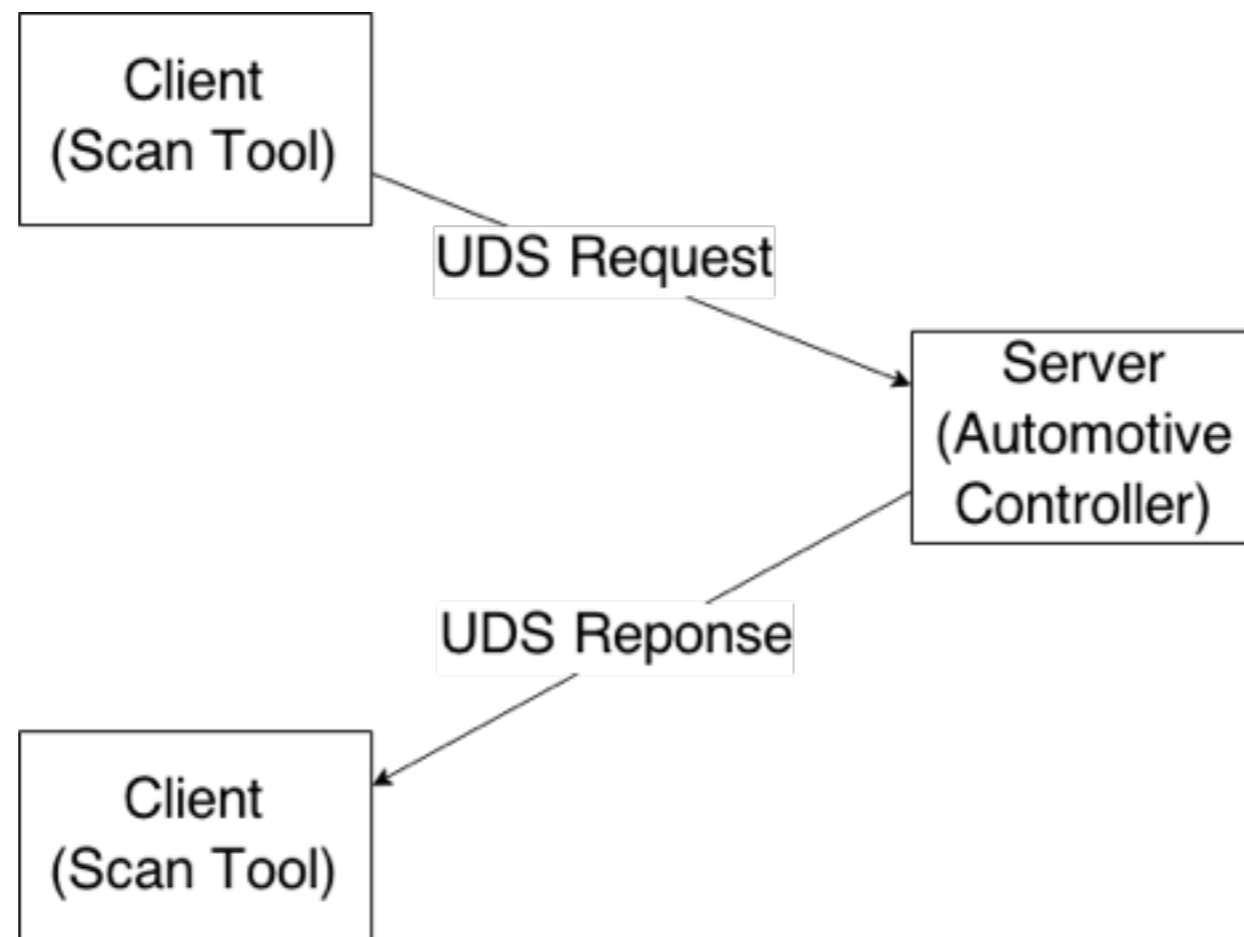 Client
(Scan Tool)
UDS Request
Server
(Automotive
Controller)
UDS Reponse
Client
(Scan Tool)